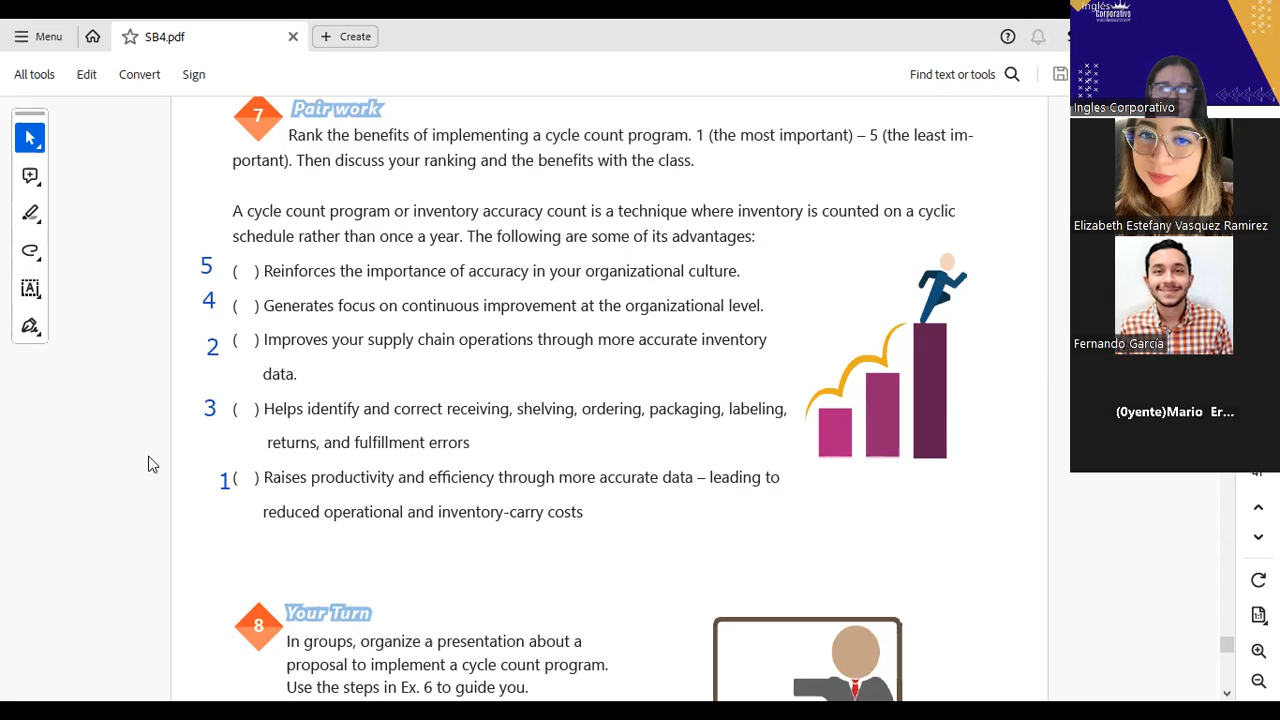 Menu
SB4.pdf
Create
All tools
Edit
Convert
Sign
Find text or tools
7
Pair work
Rank the benefits of implementing a cycle count program. 1 (the most important) – 5 (the least im-
portant). Then discuss your ranking and the benefits with the class.
A cycle count program or inventory accuracy count is a technique where inventory is counted on a cyclic
schedule rather than once a year. The following are some of its advantages:
5 ( ) Reinforces the importance of accuracy in your organizational culture.
4 ( ) Generates focus on continuous improvement at the organizational level.
2 ( ) Improves your supply chain operations through more accurate inventory
data.
3 ( ) Helps identify and correct receiving, shelving, ordering, packaging, labeling,
returns, and fulfillment errors
1 ( ) Raises productivity and efficiency through more accurate data – leading to
reduced operational and inventory-carry costs
8
Your Turn
In groups, organize a presentation about a
proposal to implement a cycle count program.
Use the steps in Ex. 6 to guide you.
Inglés
Corporativo
Ingles Corporativo
Elizabeth Estefany Vasquez Ramirez
Fernando García
(0yente)Mario Er...